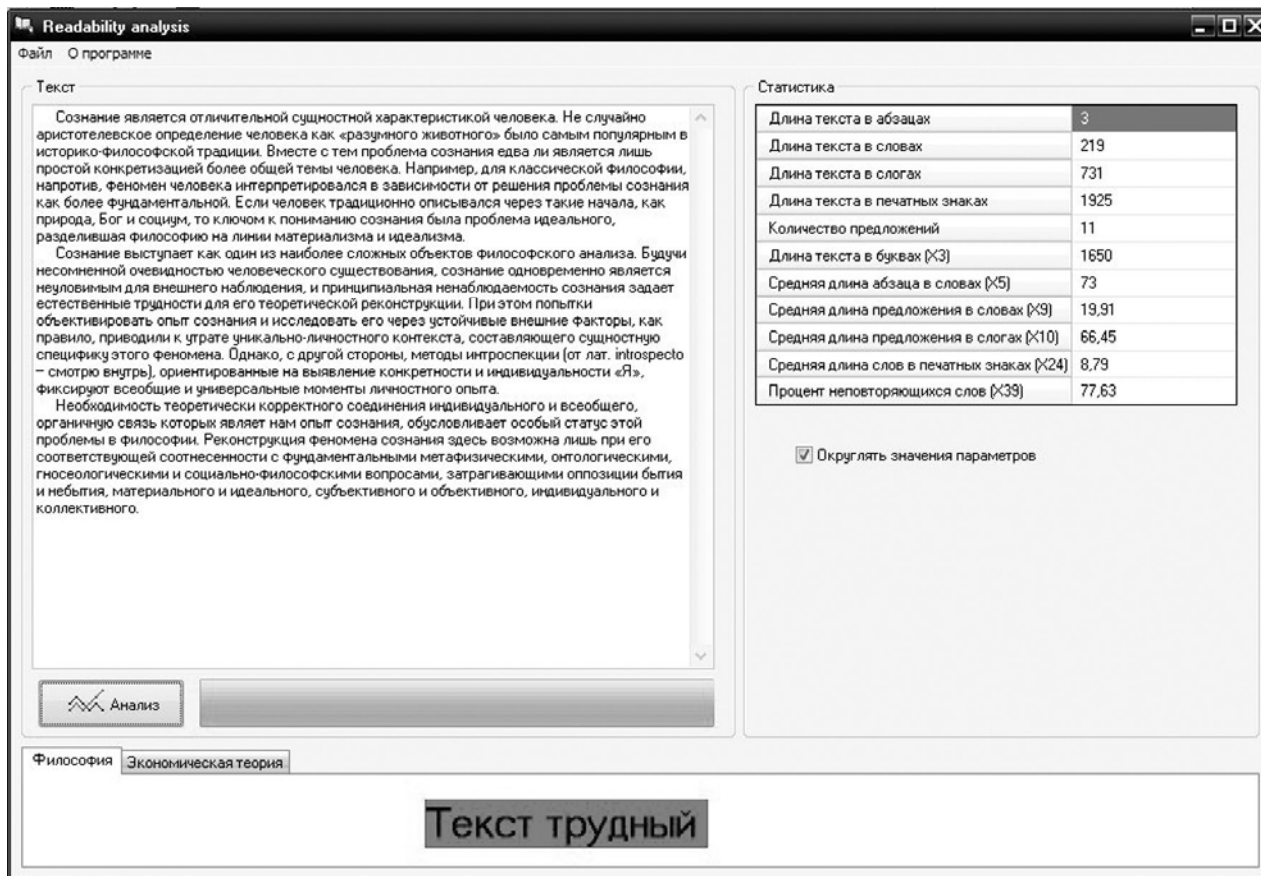 Readability analysis
Файл О программе
Текст
Сознание является отличительной сущностной характеристикой человека. Не случайно
аристотелевское определение человека как «разумного животного» было самым популярным в
историко-философской традиции. Вместе с тем проблема сознания едва ли является лишь
простой конкретизацией более общей темы человека. Например, для классической философии,
напротив, феномен человека интерпретировался в зависимости от решения проблемы сознания
как более фундаментальной. Если человек традиционно описывался через такие начала, как
природа, Бог и социум, то ключом к пониманию сознания была проблема идеального,
разделившая философию на линии материализма и идеализма.
Сознание выступает как один из наиболее сложных объектов философского анализа. Будучи
несомненной очевидностью человеческого существования, сознание одновременно является
неуловимым для внешнего наблюдения, и принципиальная ненаблюдаемость сознания задает
естественные трудности для его теоретической реконструкции. При этом попытки
объективировать опыт сознания и исследовать его через устойчивые внешние факторы, как
правило, приводили к утрате уникально-личностного контекста, составляющего сущностную
специфику этого феномена. Однако, с другой стороны, методы интроспекции (от лат. introspecto
– смотрю внутрь), ориентированные на выявление конкретности и индивидуальности «Я»,
фиксируют всеобщие и универсальные моменты личностного опыта.
Необходимость теоретически корректного соединения индивидуального и всеобщего,
органичную связь которых являет нам опыт сознания, обусловливает особый статус этой
проблемы в философии. Реконструкция феномена сознания здесь возможна лишь при его
соответствующей соотнесенности с фундаментальными метафизическими, онтологическими,
гносеологическими и социально-философскими вопросами, затрагивающими оппозиции бытия
и небытия, материального и идеального, субъективного и объективного, индивидуального и
коллективного.
Анализ
Статистика
Длина текста в абзацах 3
Длина текста в словах 219
Длина текста в слогах 731
Длина текста в печатных знаках 1925
Количество предложений 11
Длина текста в буквах (X3) 1650
Средняя длина абзаца в словах (X5) 73
Средняя длина предложения в словах (X9) 19,91
Средняя длина предложения в слогах (X10) 66,45
Средняя длина слов в печатных знаках (X24) 8,79
Процент неповторяющихся слов (X39) 77,63
Округлять значения параметров
Философия Экономическая теория
Текст трудный